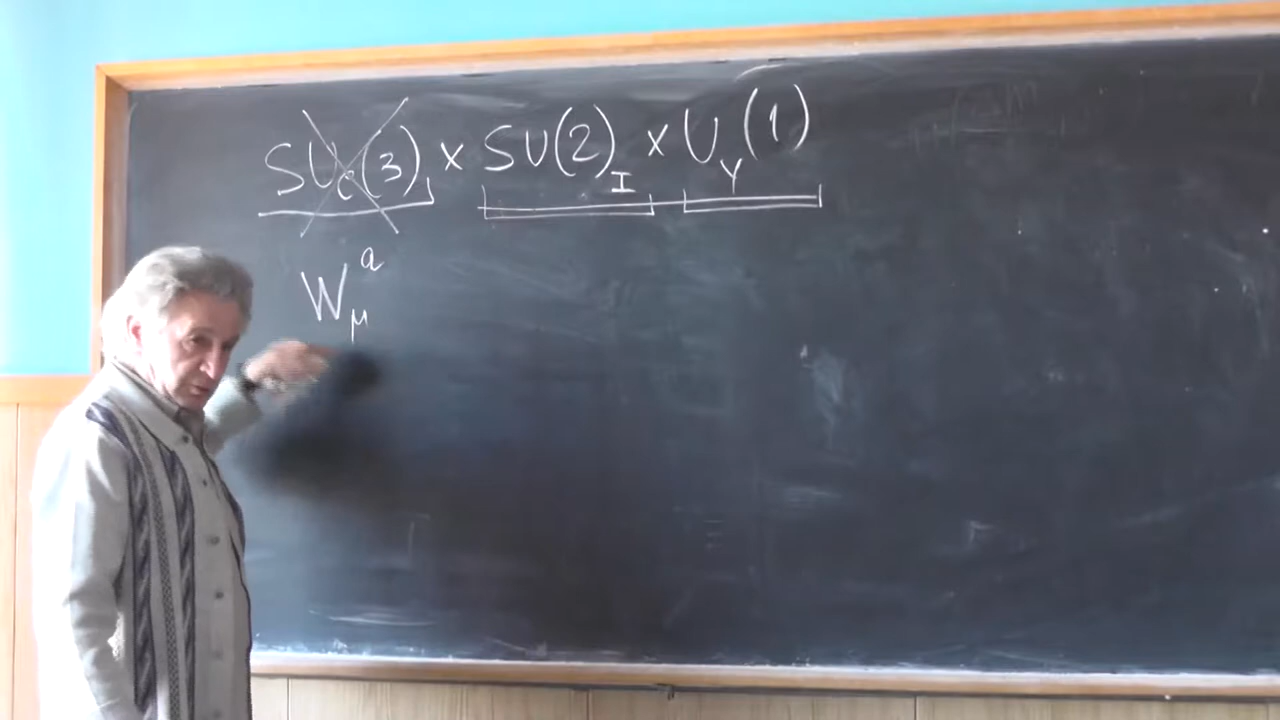 SU_c(3) × SU(2)_I × U_Y(1)
W_μ^a